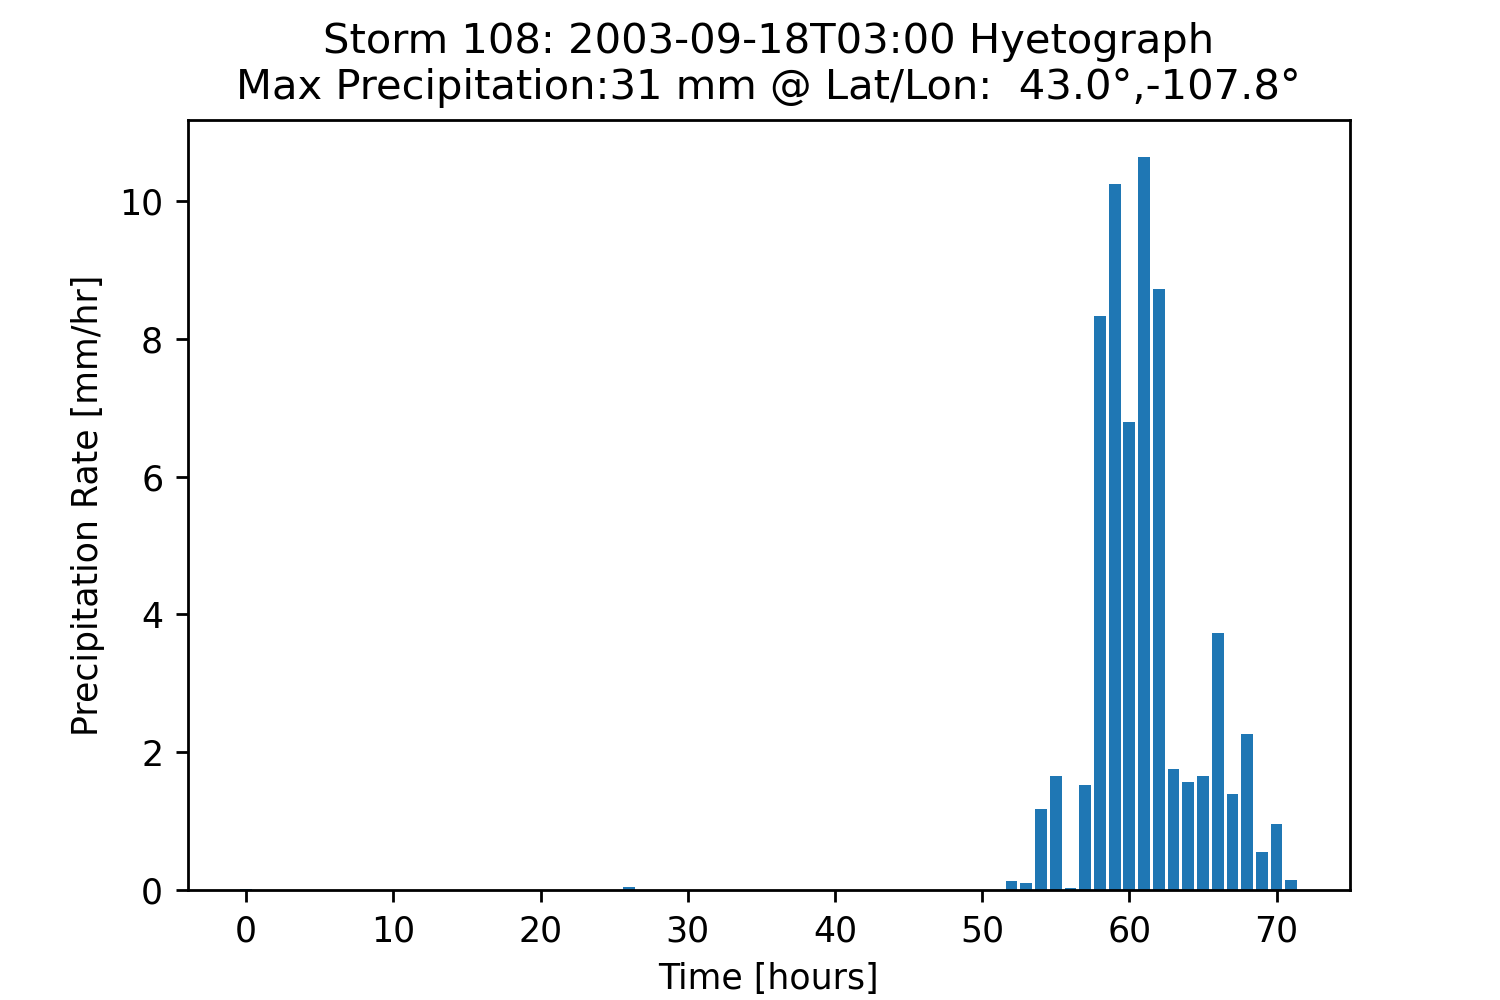 Storm 108: 2003-09-18T03:00 Hyetograph
Max Precipitation:31 mm @ Lat/Lon:  43.0°,-107.8°
Precipitation Rate [mm/hr]
10
8
6
4
2
0
0 10 20 30 40 50 60 70
Time [hours]